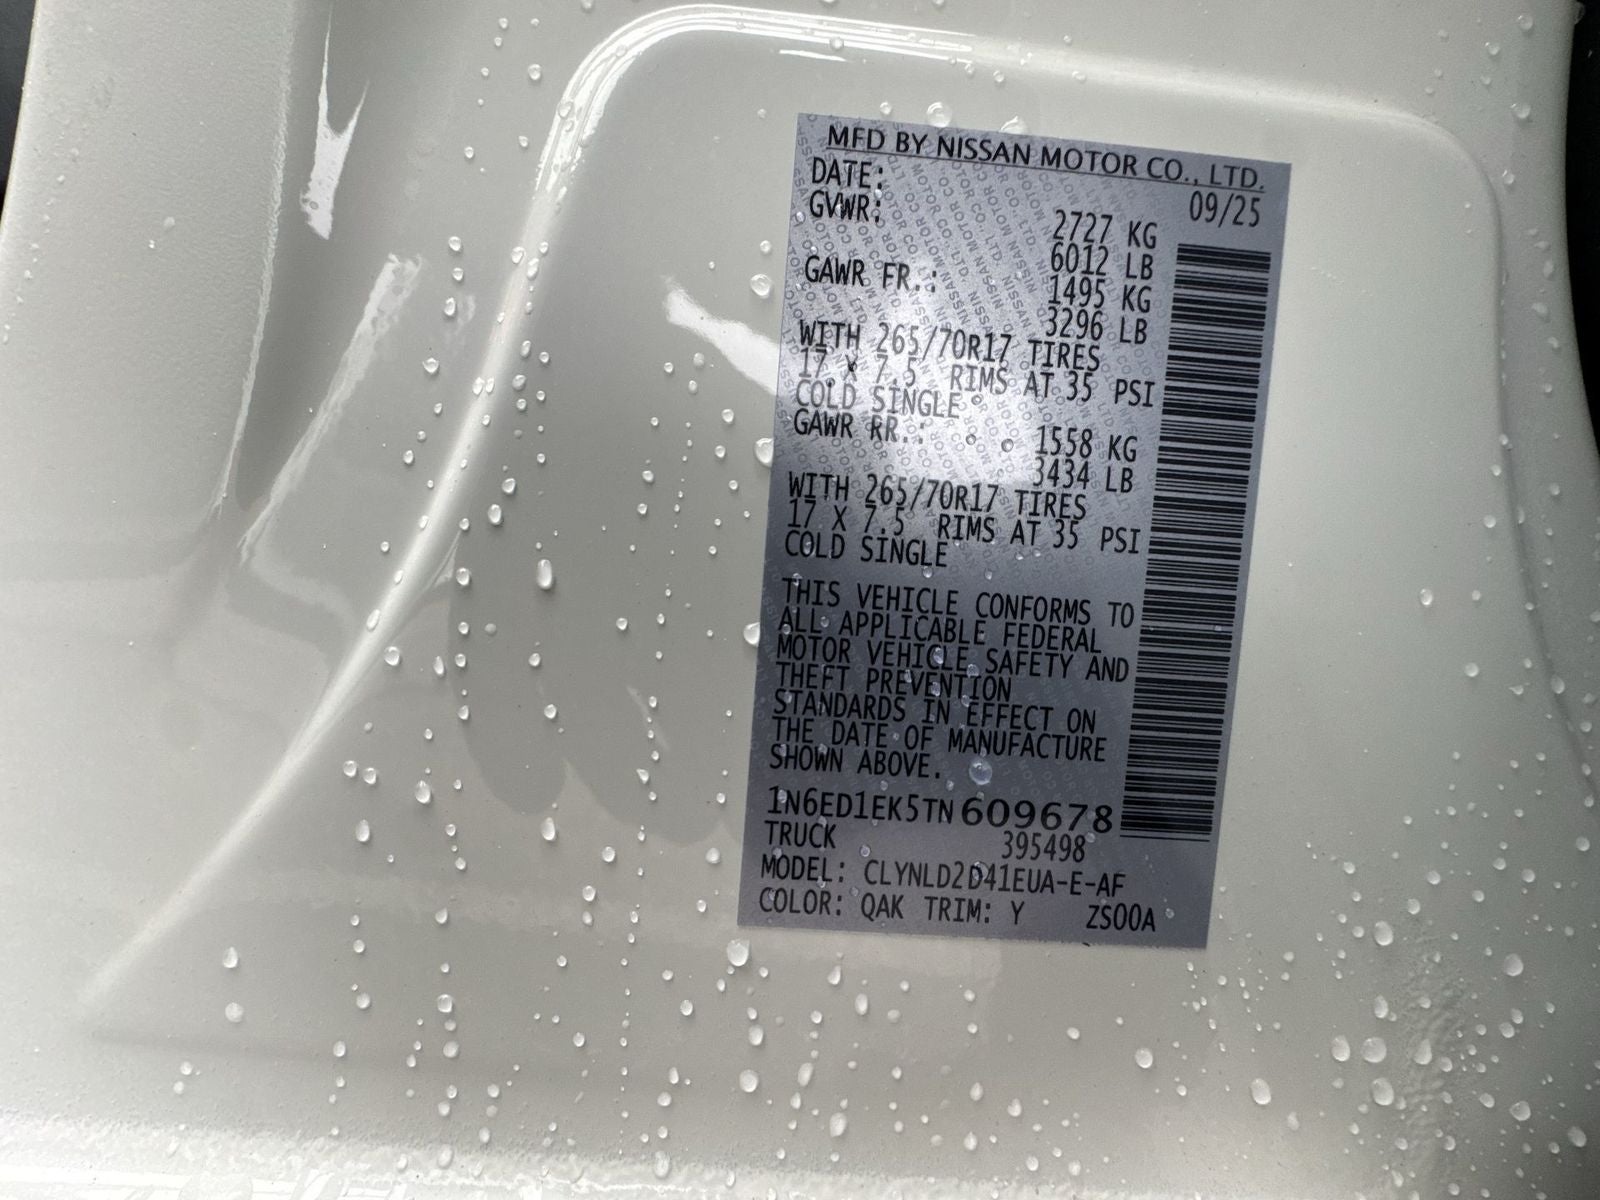 MFD BY NISSAN MOTOR CO., LTD.
DATE: 09/25
GVWR: 2727 KG
6012 LB
GAWR FR.: 1495 KG
3296 LB
WITH 265/70R17 TIRES
17 X 7.5 RIMS AT 35 PSI
COLD SINGLE
GAWR RR.: 1558 KG
3434 LB
WITH 265/70R17 TIRES
17 X 7.5 RIMS AT 35 PSI
COLD SINGLE
THIS VEHICLE CONFORMS TO
ALL APPLICABLE FEDERAL
MOTOR VEHICLE SAFETY AND
THEFT PREVENTION
STANDARDS IN EFFECT ON
THE DATE OF MANUFACTURE
SHOWN ABOVE.
1N6ED1EK5TN609678
TRUCK 395498
MODEL: CLYNLD2D41EUA-E-AF
COLOR: QAK TRIM: Y ZS00A